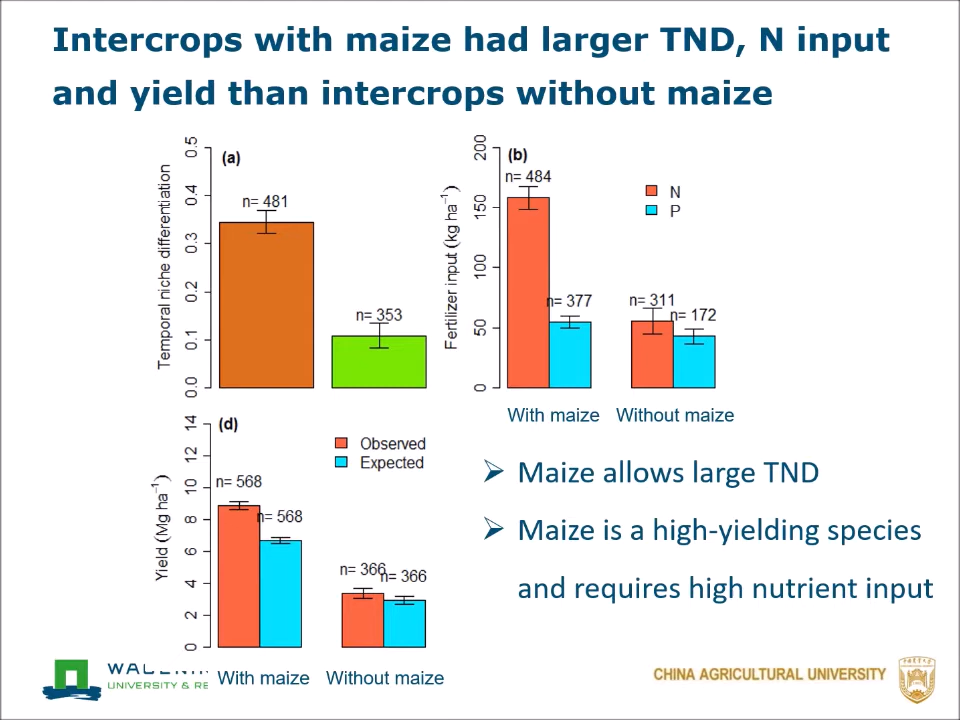 Intercrops with maize had larger TND, N input
and yield than intercrops without maize
(a)
Temporal niche differentiation
0.0 0.1 0.2 0.3 0.4 0.5
n= 481
n= 353
(b)
Fertilizer input (kg ha⁻¹)
0 50 100 150 200
n= 484
n= 377
n= 311
n= 172
N
P
With maize Without maize
(d)
Yield (Mg ha⁻¹)
0 2 4 6 8 10 12 14
Observed
Expected
n= 568
n= 568
n= 366
n= 366
With maize Without maize
➢ Maize allows large TND
➢ Maize is a high-yielding species
and requires high nutrient input
UNIVERSITY & RE
CHINA AGRICULTURAL UNIVERSITY